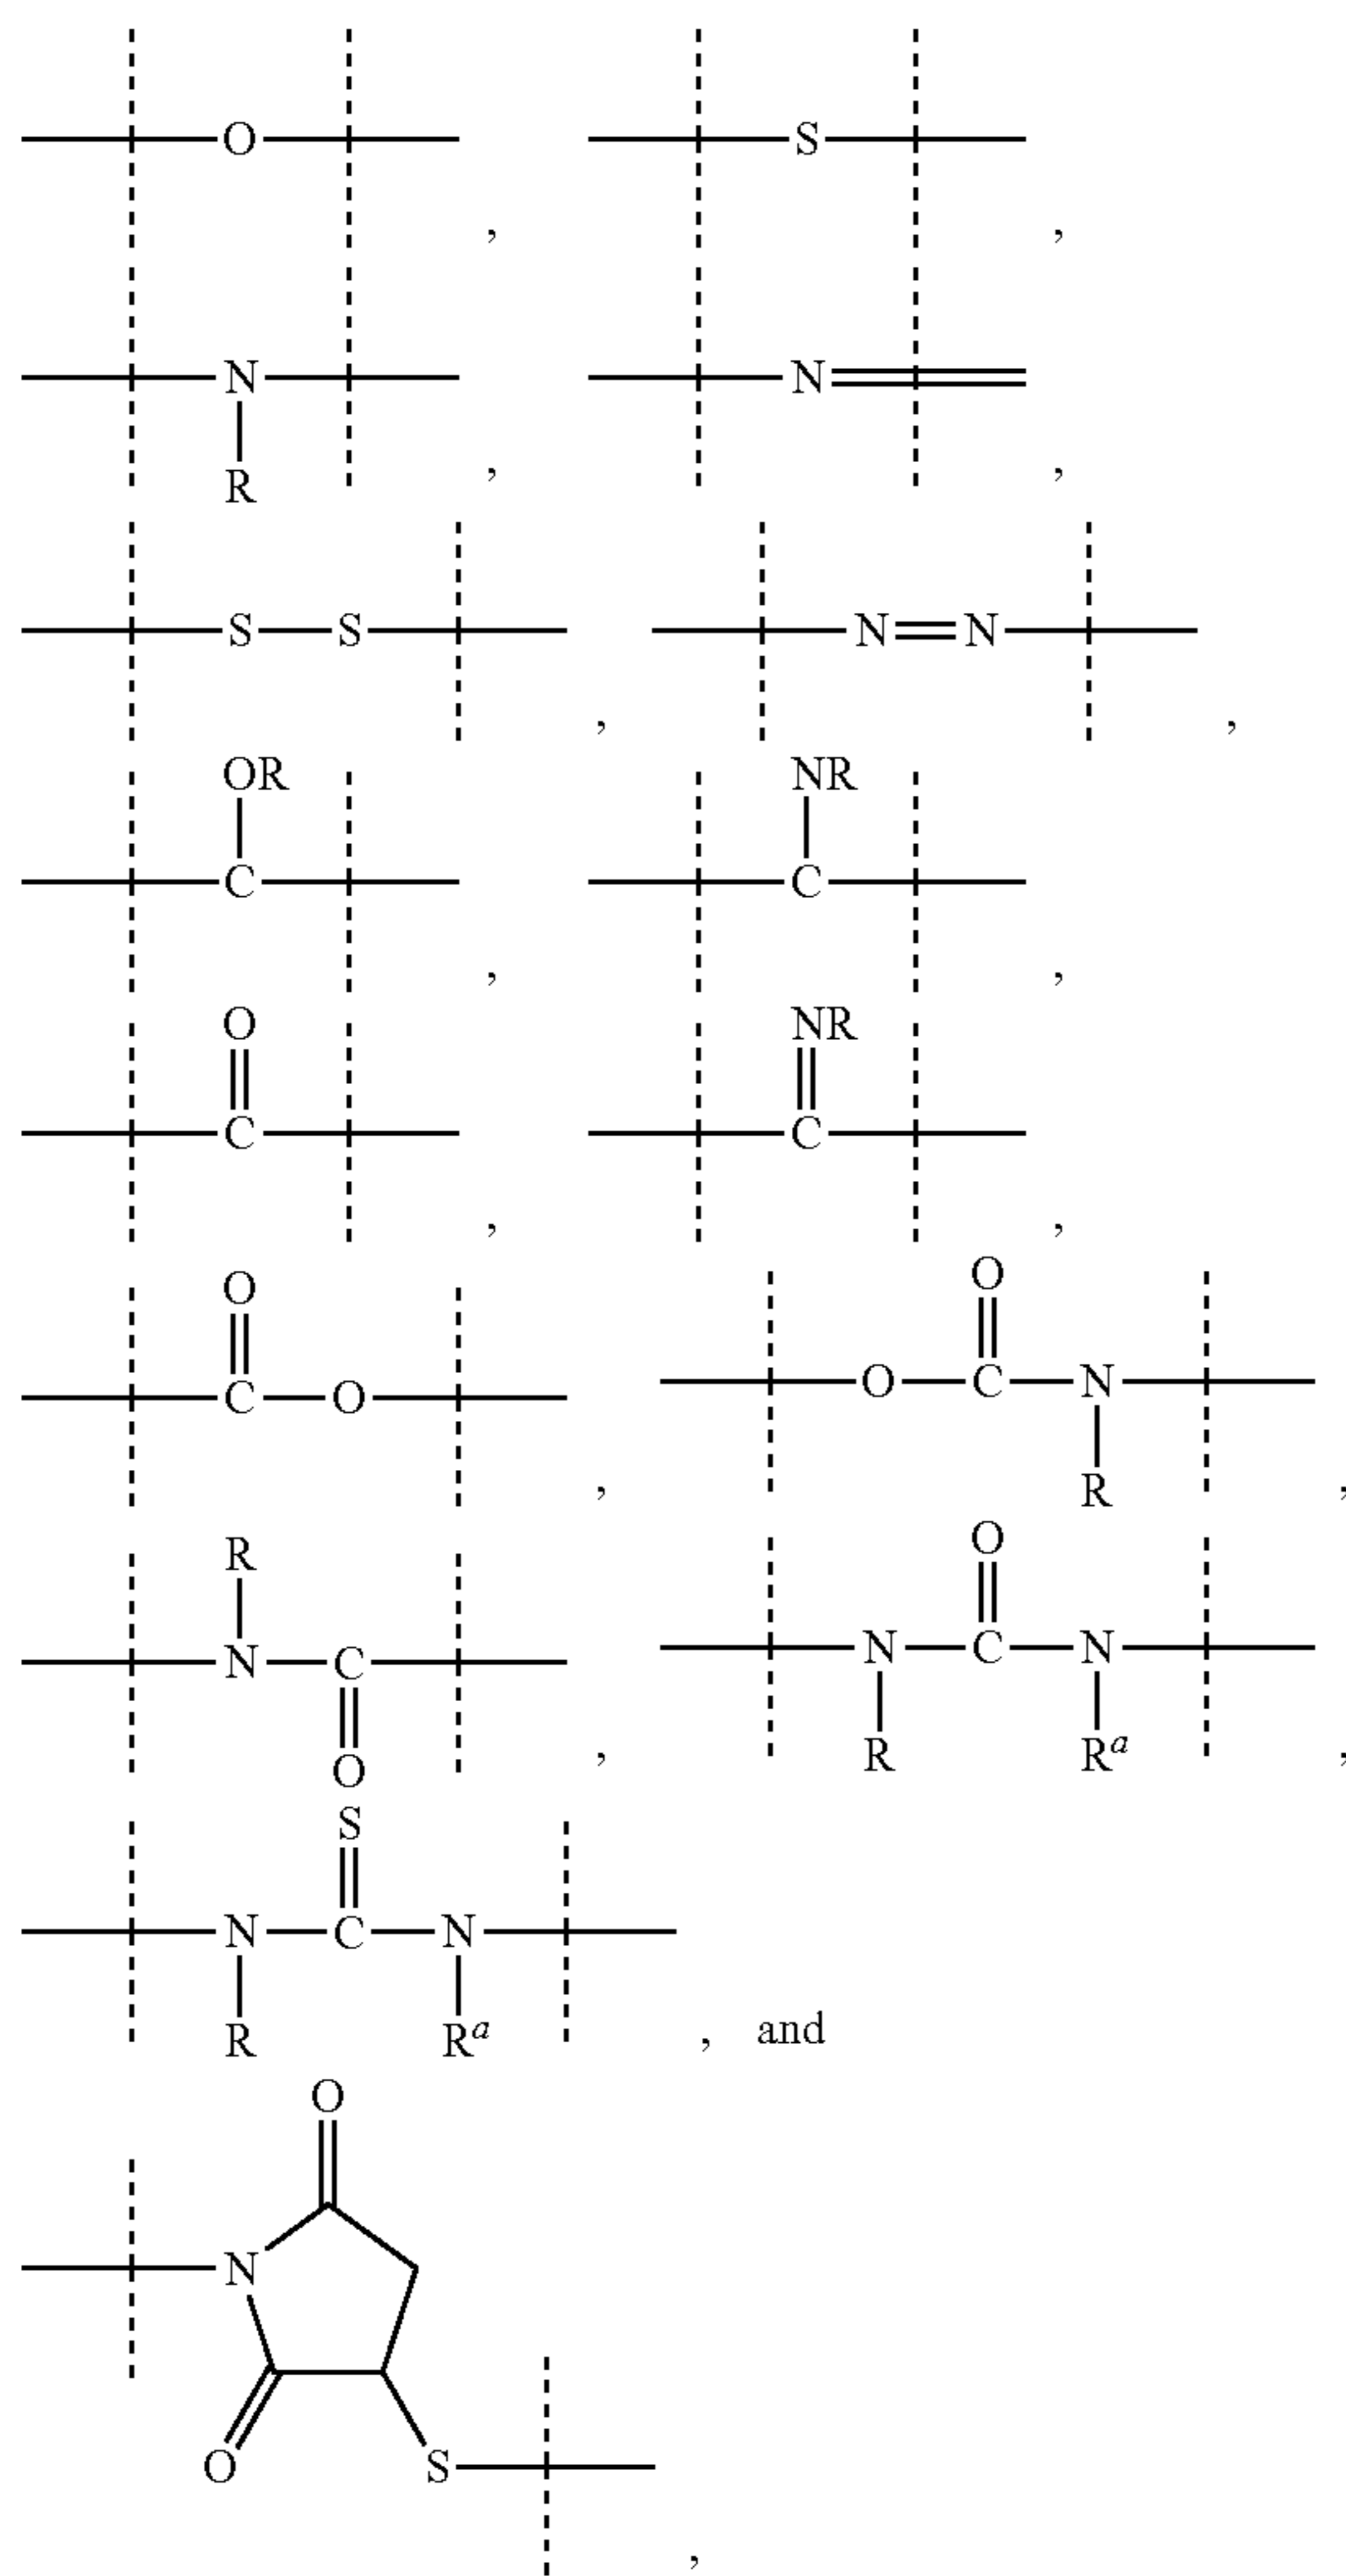 O , S ,
N R , N ,
S S , N N ,
OR C , NR C ,
O C , NR C ,
O C O , O O C N R ,
R N C O , O N C N R Rᵃ ,
S N C N R Rᵃ , and
O
N
O S ,